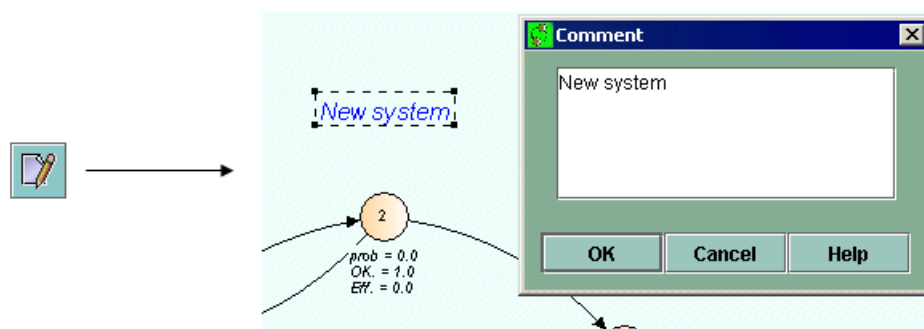 Comment
New system
New system
2
prob = 0.0
OK. = 1.0
Eff. = 0.0
OK Cancel Help